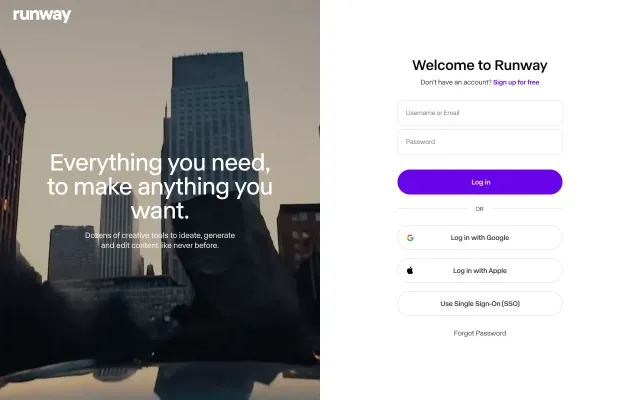 runway
Everything you need,
to make anything you
want.
Dozens of creative tools to ideate, generate
and edit content like never before.
Welcome to Runway
Don't have an account? Sign up for free
Username or Email
Password
Log in
OR
Log in with Google
Log in with Apple
Use Single Sign-On (SSO)
Forgot Password